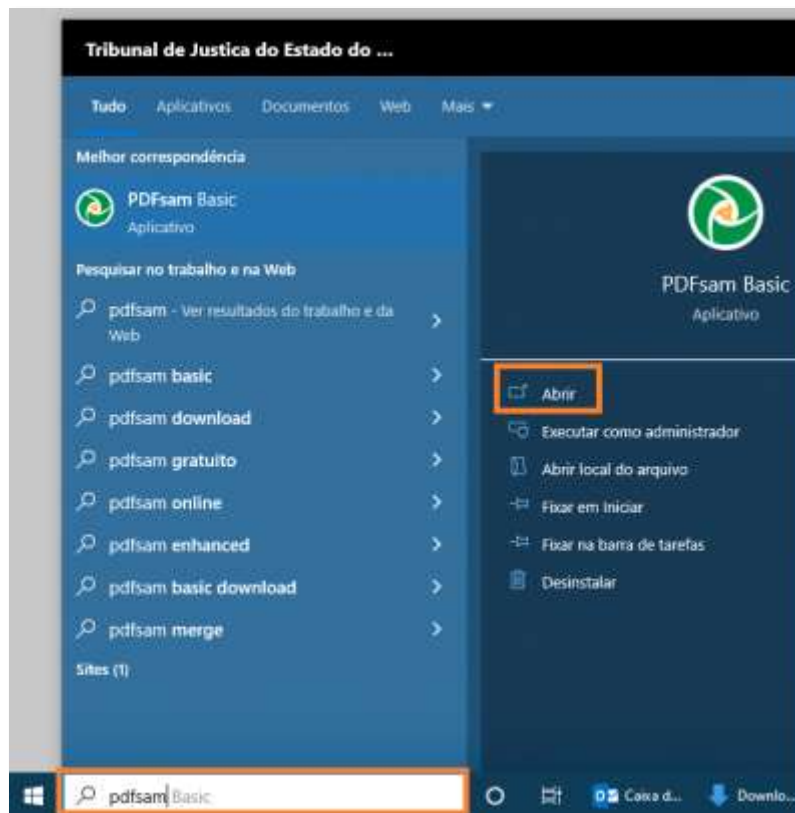 Tribunal de Justica do Estado do ...
Tudo Aplicativos Documentos Web Mais
Melhor correspondência
PDFsam Basic
Aplicativo
Pesquisar no trabalho e na Web
pdfsam - Ver resultados do trabalho e da
Web
pdfsam basic
pdfsam download
pdfsam gratuito
pdfsam online
pdfsam enhanced
pdfsam basic download
pdfsam merge
Sites (1)
PDFsam Basic
Aplicativo
Abrir
Executar como administrador
Abrir local do arquivo
Fixar em Iniciar
Fixar na barra de tarefas
Desinstalar
pdfsam Basic
Caixa d... Downlo...